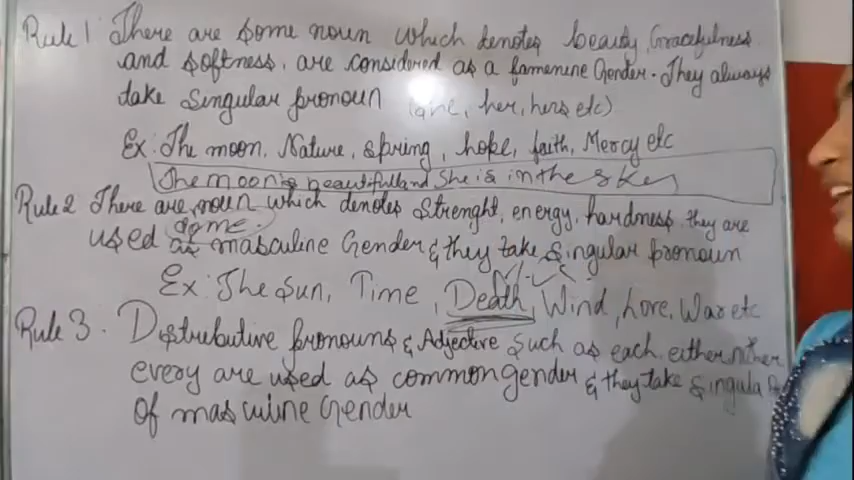 Rule 1 There are some noun which denotes beauty, Gracefulness
and softness. are considered as a famenine Gender. They always
take Singular pronoun (she, her, hers etc)
Ex: The moon, Nature, spring, hope, faith, Mercy etc
The moon is beautiful and She is in the sky
Rule 2 There are noun which denotes Strenght, energy, hardness. they are
some
used as masculine Gender & they take Singular pronoun
Ex: The Sun, Time, Death, Wind, Love, War etc
Rule 3. Distributive pronouns & Adjective Such as each either
every are used as common gender & they take Singula
Of masculine Gender